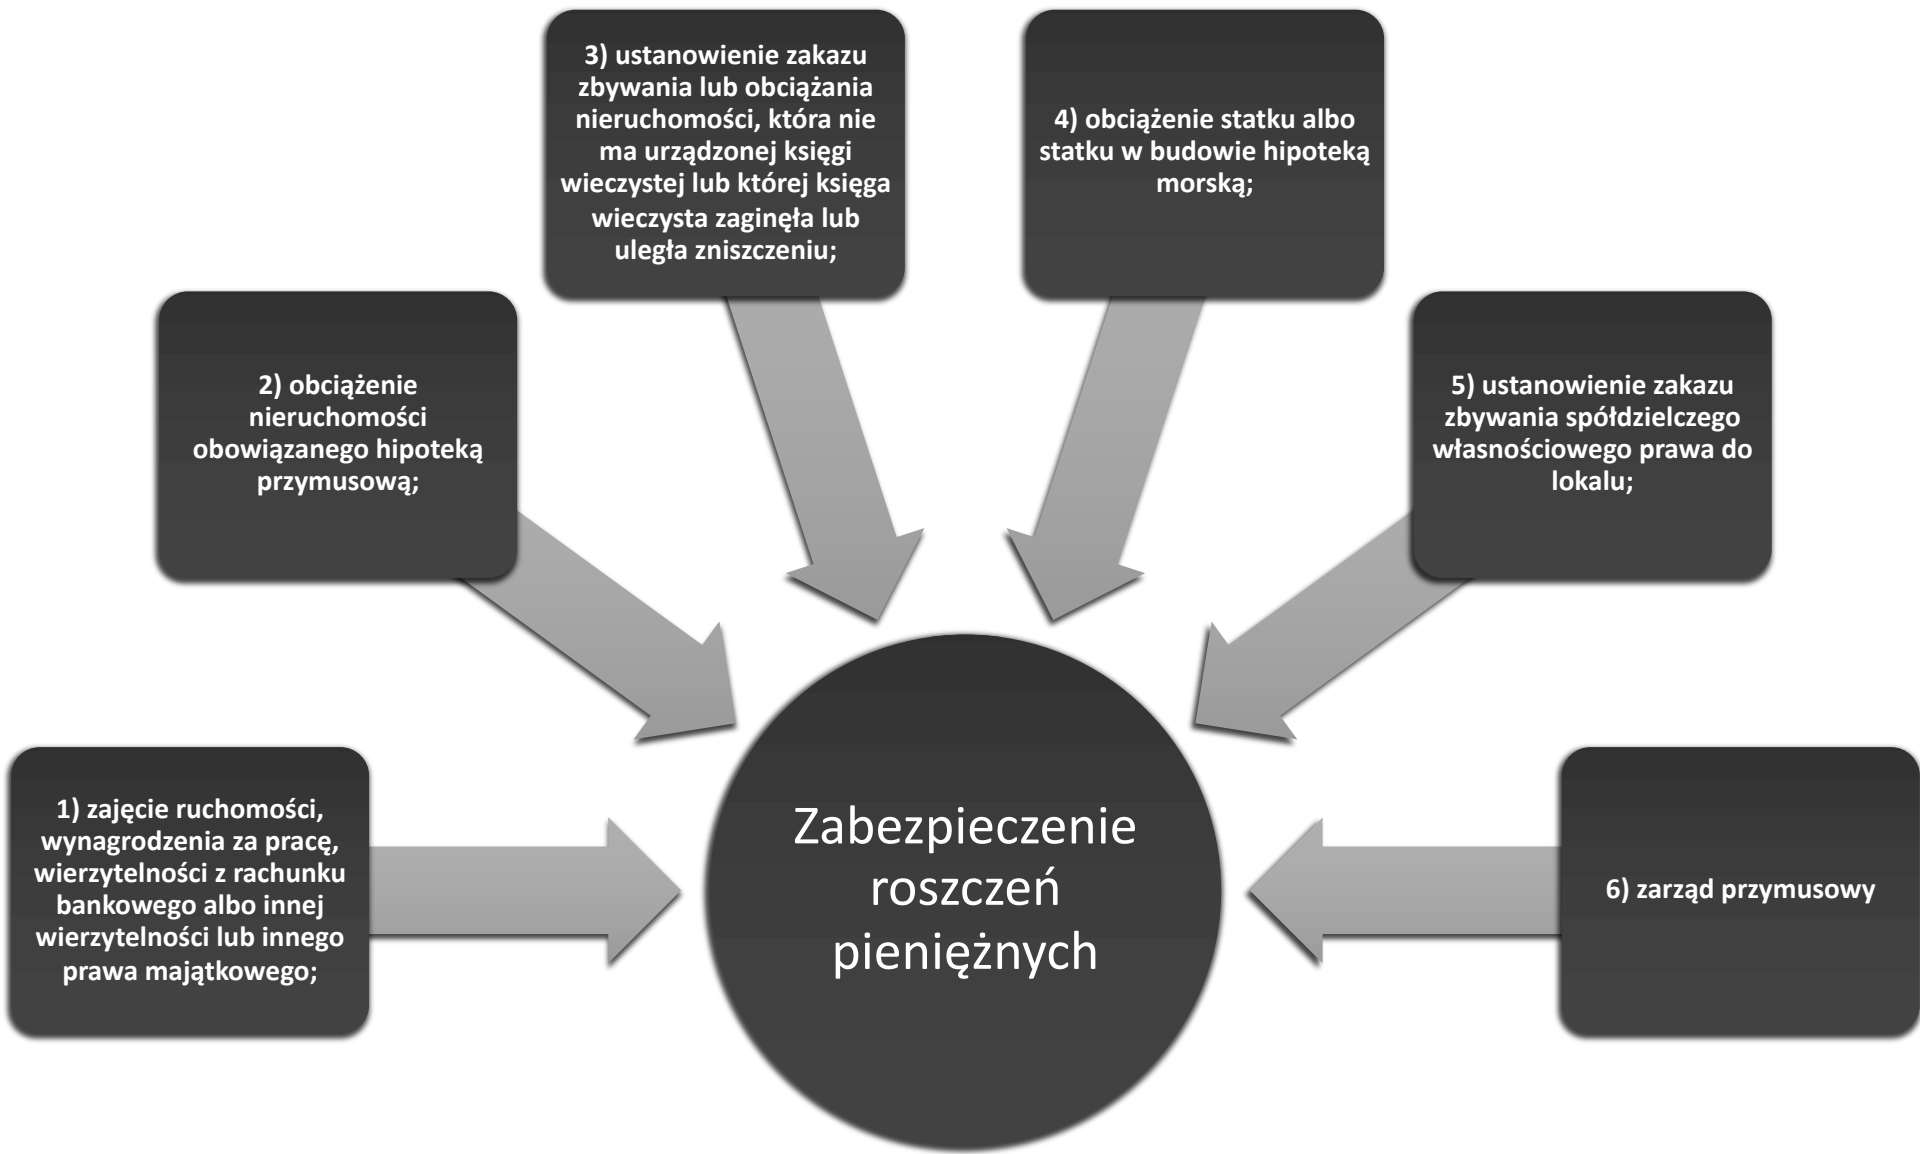 3) ustanowienie zakazu
zbywania lub obciążania
nieruchomości, która nie
ma urządzonej księgi
wieczystej lub której księga
wieczysta zaginęła lub
uległa zniszczeniu;
4) obciążenie statku albo
statku w budowie hipoteką
morską;
2) obciążenie
nieruchomości
obowiązanego hipoteką
przymusową;
5) ustanowienie zakazu
zbywania spółdzielczego
własnościowego prawa do
lokalu;
1) zajęcie ruchomości,
wynagrodzenia za pracę,
wierzytelności z rachunku
bankowego albo innej
wierzytelności lub innego
prawa majątkowego;
Zabezpieczenie
roszczeń
pieniężnych
6) zarząd przymusowy